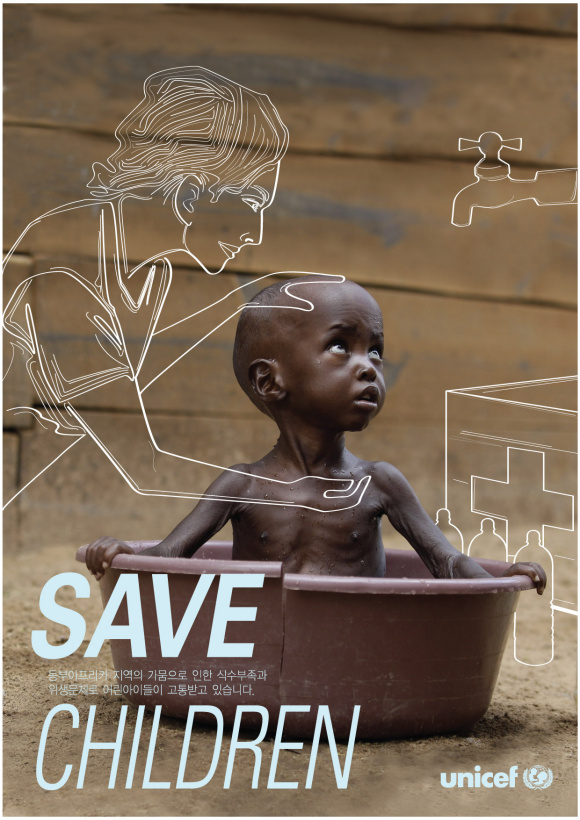 SAVE
동부아프리카 지역의 가뭄으로 인한 식수부족과
위생문제로 어린아이들이 고통받고 있습니다.
CHILDREN
unicef